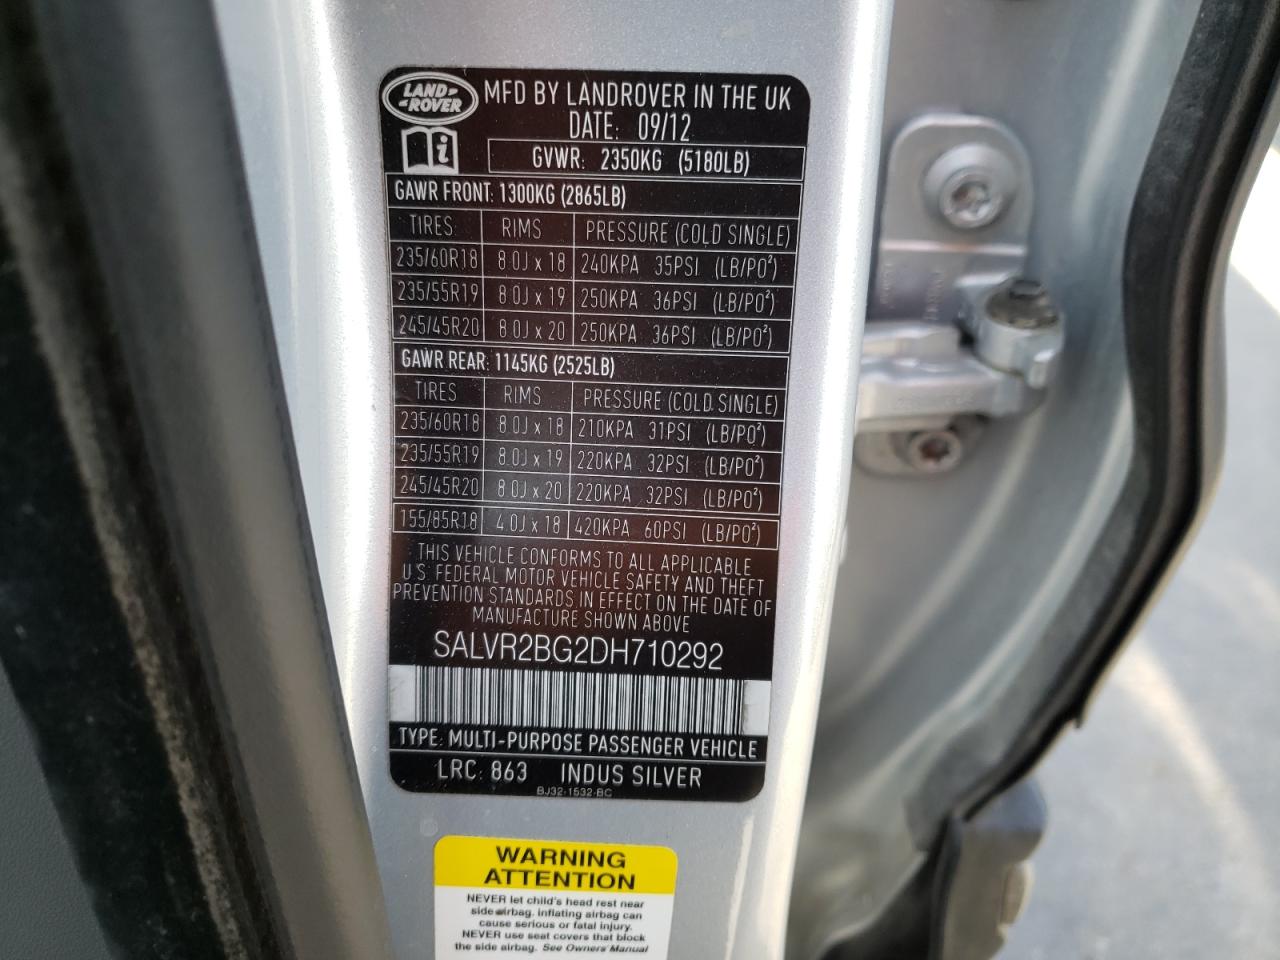 LAND ROVER
MFD BY LANDROVER IN THE UK
DATE: 09/12
GVWR: 2350KG (5180LB)
GAWR FRONT: 1300KG (2865LB)
TIRES RIMS PRESSURE (COLD SINGLE)
235/60R18 8.0J x 18 240KPA 35PSI (LB/PO²)
235/55R19 8.0J x 19 250KPA 36PSI (LB/PO²)
245/45R20 8.0J x 20 250KPA 36PSI (LB/PO²)
GAWR REAR: 1145KG (2525LB)
TIRES RIMS PRESSURE (COLD SINGLE)
235/60R18 8.0J x 18 210KPA 31PSI (LB/PO²)
235/55R19 8.0J x 19 220KPA 32PSI (LB/PO²)
245/45R20 8.0J x 20 220KPA 32PSI (LB/PO²)
155/85R18 4.0J x 18 420KPA 60PSI (LB/PO²)
THIS VEHICLE CONFORMS TO ALL APPLICABLE
U.S. FEDERAL MOTOR VEHICLE SAFETY AND THEFT
PREVENTION STANDARDS IN EFFECT ON THE DATE OF
MANUFACTURE SHOWN ABOVE
SALVR2BG2DH710292
TYPE: MULTI-PURPOSE PASSENGER VEHICLE
LRC: 863 INDUS SILVER
BJ32-1532-BC
WARNING
ATTENTION
NEVER let child's head rest near
side airbag. inflating airbag can
cause serious or fatal injury.
NEVER use seat covers that block
the side airbag. See Owners Manual